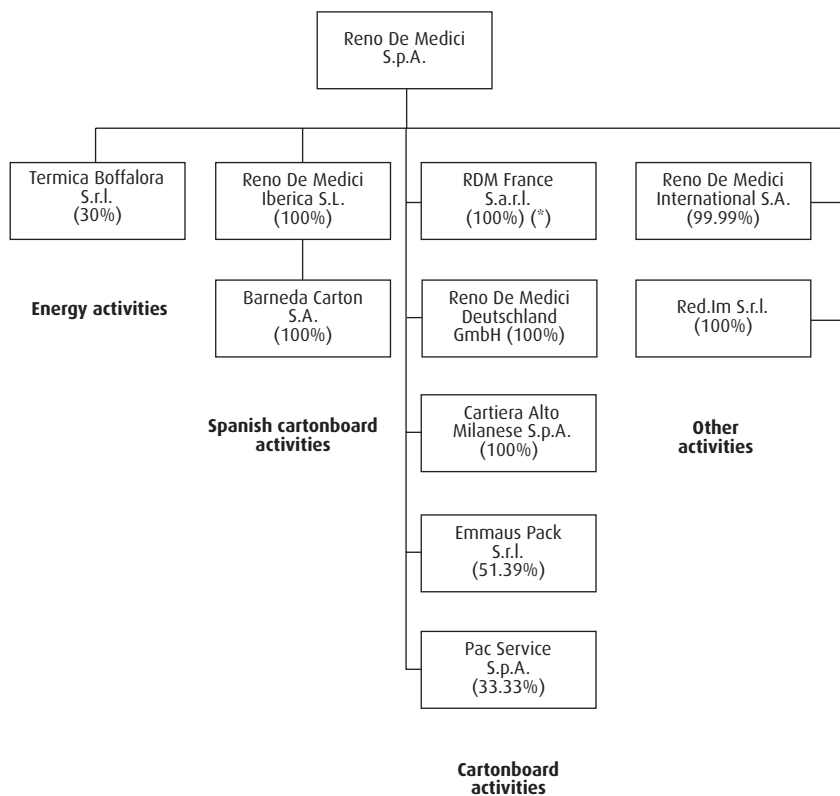 Reno De Medici
S.p.A.
Termica Boffalora
S.r.l.
(30%)
Reno De Medici
Iberica S.L.
(100%)
RDM France
S.a.r.l.
(100%) (*)
Reno De Medici
International S.A.
(99.99%)
Energy activities
Barneda Carton
S.A.
(100%)
Reno De Medici
Deutschland
GmbH (100%)
Red.Im S.r.l.
(100%)
Spanish cartonboard
activities
Cartiera Alto
Milanese S.p.A.
(100%)
Other
activities
Emmaus Pack
S.r.l.
(51.39%)
Pac Service
S.p.A.
(33.33%)
Cartonboard
activities